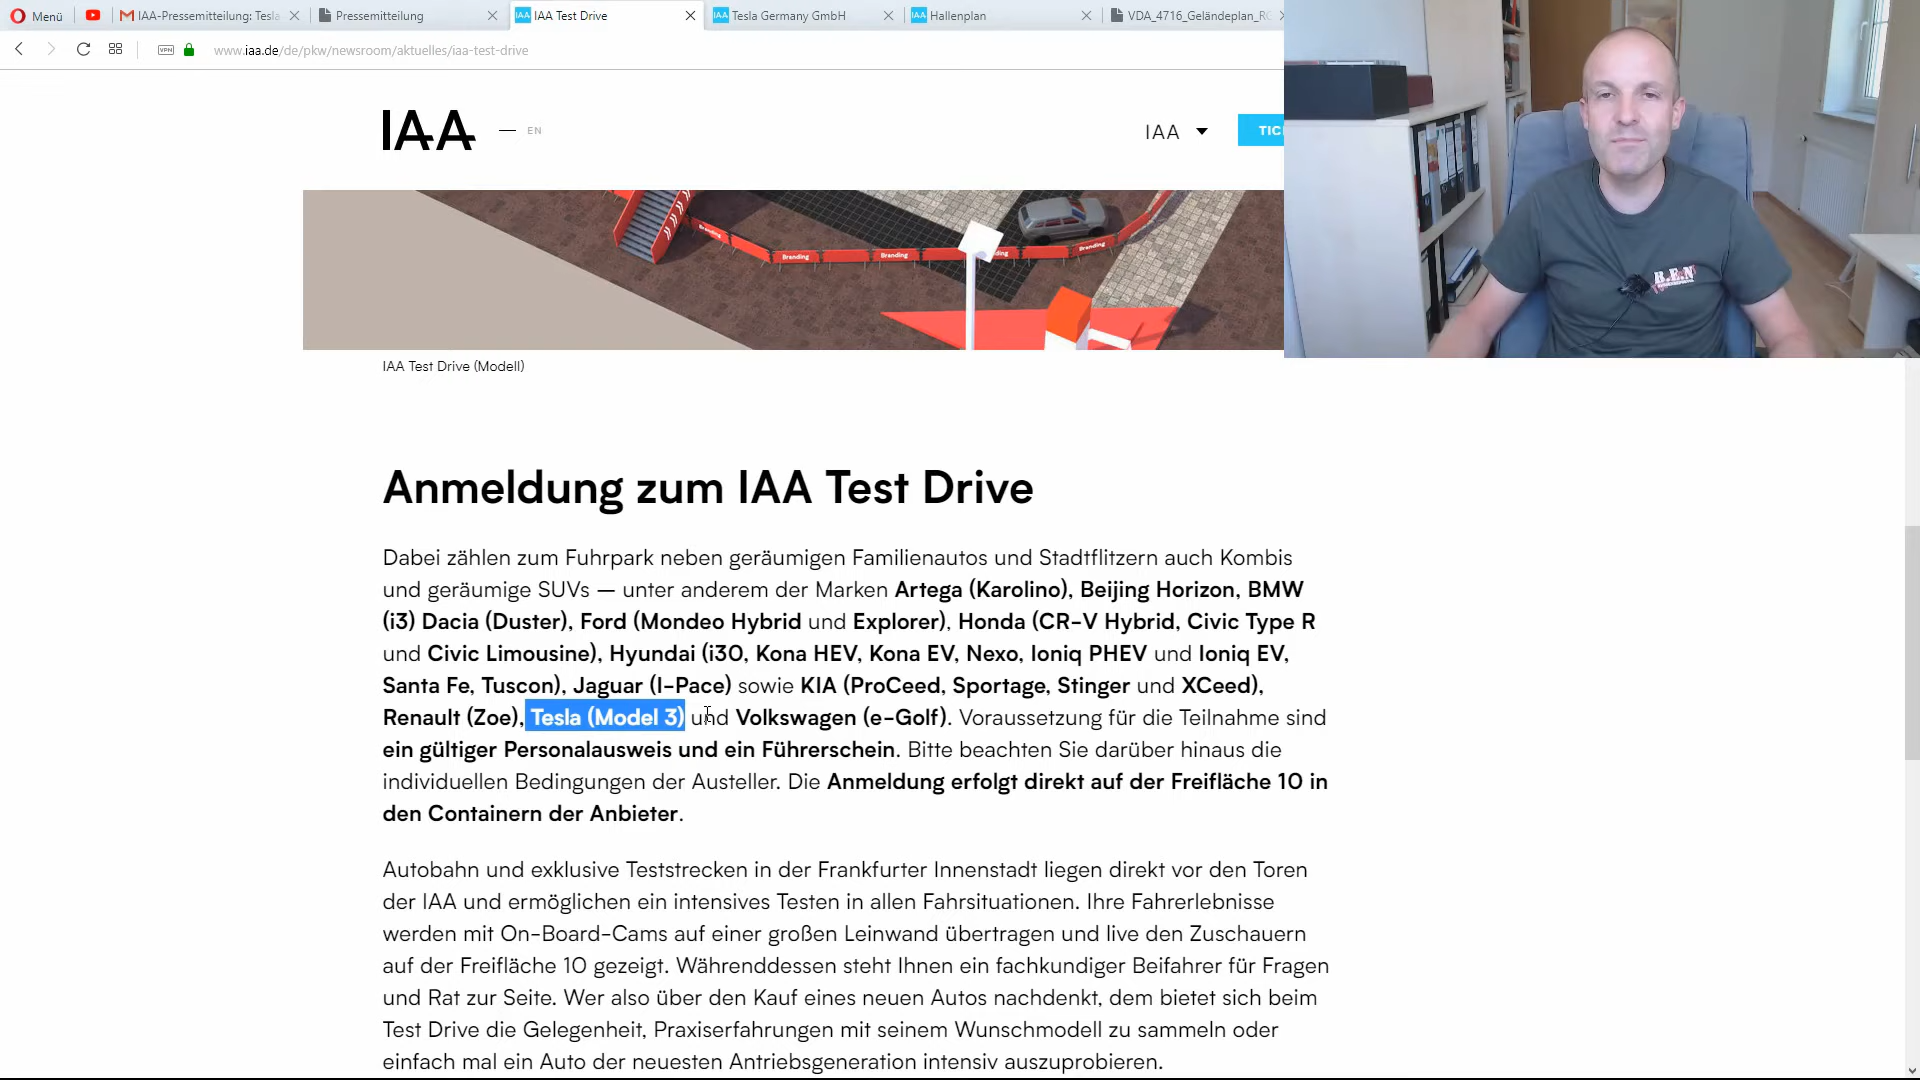 Menü
IAA-Pressemitteilung: Tesla
Pressemitteilung
IAA Test Drive
Tesla Germany GmbH
Hallenplan
VDA_4716_Geländeplan_RG
VPN
www.iaa.de/de/pkw/newsroom/aktuelles/iaa-test-drive
IAA
EN
IAA
TIC
Branding
Branding
Branding
Branding
B.E.N
IAA Test Drive (Modell)
Anmeldung zum IAA Test Drive
Dabei zählen zum Fuhrpark neben geräumigen Familienautos und Stadtflitzern auch Kombis
und geräumige SUVs — unter anderem der Marken Artega (Karolino), Beijing Horizon, BMW
(i3) Dacia (Duster), Ford (Mondeo Hybrid und Explorer), Honda (CR-V Hybrid, Civic Type R
und Civic Limousine), Hyundai (i30, Kona HEV, Kona EV, Nexo, Ioniq PHEV und Ioniq EV,
Santa Fe, Tuscon), Jaguar (I-Pace) sowie KIA (ProCeed, Sportage, Stinger und XCeed),
Renault (Zoe), Tesla (Model 3) und Volkswagen (e-Golf). Voraussetzung für die Teilnahme sind
ein gültiger Personalausweis und ein Führerschein. Bitte beachten Sie darüber hinaus die
individuellen Bedingungen der Austeller. Die Anmeldung erfolgt direkt auf der Freifläche 10 in
den Containern der Anbieter.
Autobahn und exklusive Teststrecken in der Frankfurter Innenstadt liegen direkt vor den Toren
der IAA und ermöglichen ein intensives Testen in allen Fahrsituationen. Ihre Fahrerlebnisse
werden mit On-Board-Cams auf einer großen Leinwand übertragen und live den Zuschauern
auf der Freifläche 10 gezeigt. Währenddessen steht Ihnen ein fachkundiger Beifahrer für Fragen
und Rat zur Seite. Wer also über den Kauf eines neuen Autos nachdenkt, dem bietet sich beim
Test Drive die Gelegenheit, Praxiserfahrungen mit seinem Wunschmodell zu sammeln oder
einfach mal ein Auto der neuesten Antriebsgeneration intensiv auszuprobieren.